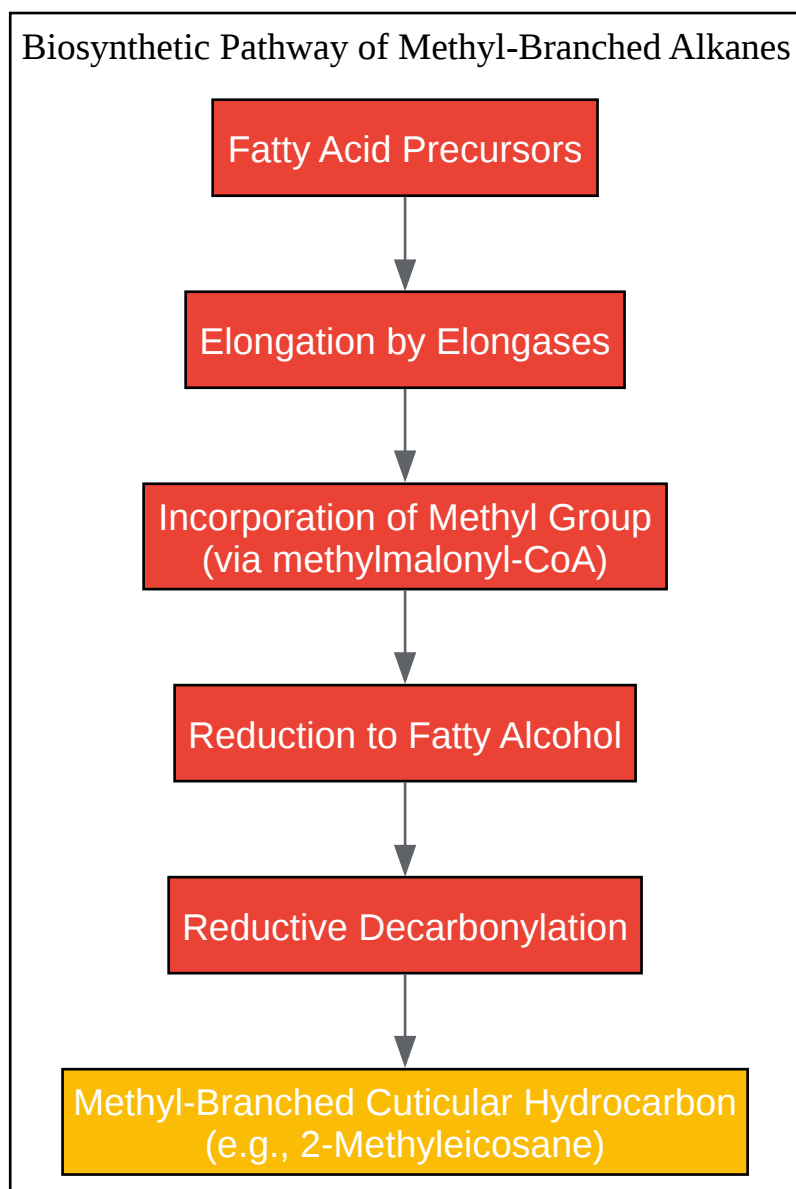 Biosynthetic Pathway of Methyl-Branched Alkanes
Fatty Acid Precursors
Elongation by Elongases
Incorporation of Methyl Group
(via methylmalonyl-CoA)
Reduction to Fatty Alcohol
Reductive Decarbonylation
Methyl-Branched Cuticular Hydrocarbon
(e.g., 2-Methyleicosane)